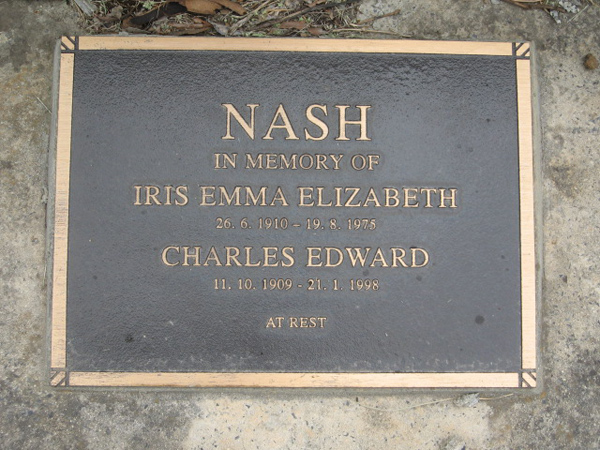 NASH
IN MEMORY OF
IRIS EMMA ELIZABETH
26. 6. 1910 – 19. 8. 1975
CHARLES EDWARD
11. 10. 1909 - 21. 1. 1998
AT REST